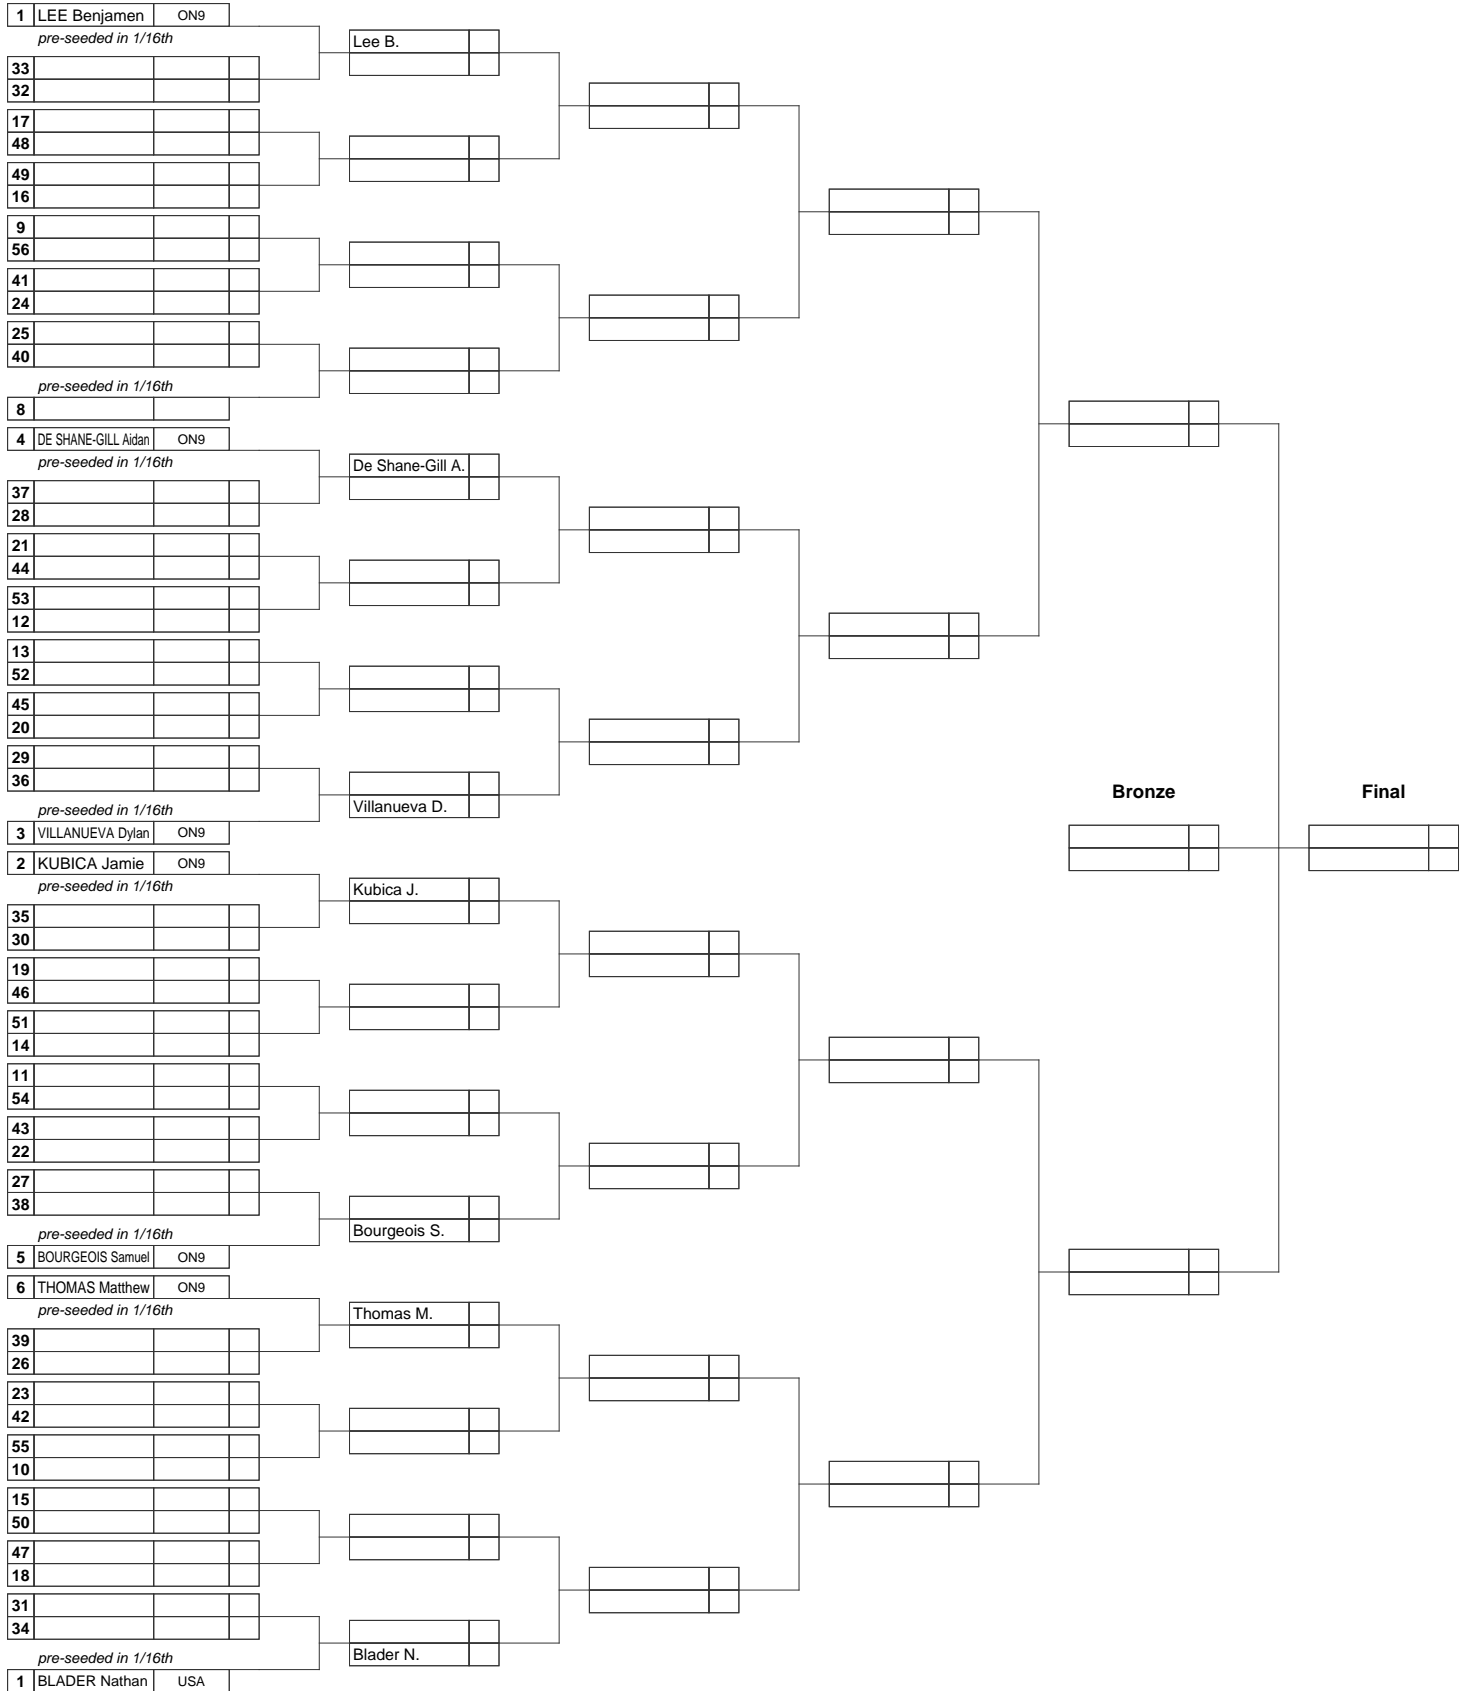 1 LEE Benjamen ON9
pre-seeded in 1/16th
Lee B.
33
32
17
48
49
16
9
56
41
24
25
40
pre-seeded in 1/16th
8
4 DE SHANE-GILL Aidan ON9
pre-seeded in 1/16th
De Shane-Gill A.
37
28
21
44
53
12
13
52
45
20
29
36
pre-seeded in 1/16th
Villanueva D.
3 VILLANUEVA Dylan ON9
Bronze
Final
2 KUBICA Jamie ON9
pre-seeded in 1/16th
Kubica J.
35
30
19
46
51
14
11
54
43
22
27
38
pre-seeded in 1/16th
Bourgeois S.
5 BOURGEOIS Samuel ON9
6 THOMAS Matthew ON9
pre-seeded in 1/16th
Thomas M.
39
26
23
42
55
10
15
50
47
18
31
34
pre-seeded in 1/16th
Blader N.
1 BLADER Nathan USA